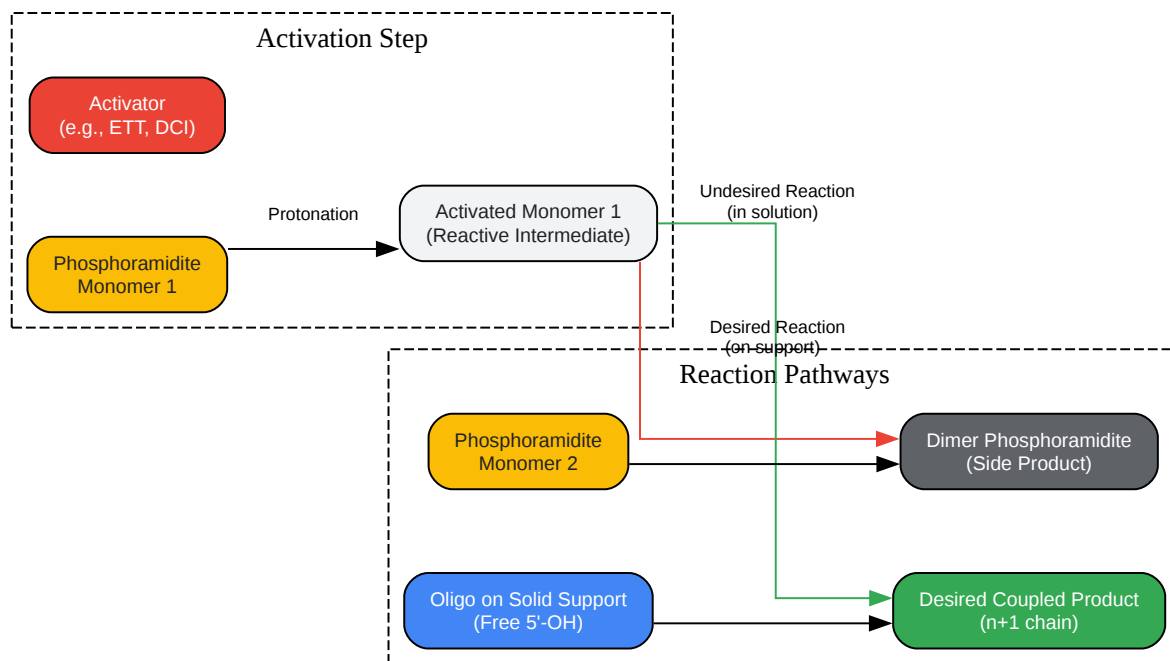 Activation Step
Activator
(e.g., ETT, DCI)
Protonation
Activated Monomer 1
(Reactive Intermediate)
Undesired Reaction
(in solution)
Phosphoramidite
Monomer 1
Desired Reaction
(on support)
Reaction Pathways
Phosphoramidite
Monomer 2
Dimer Phosphoramidite
(Side Product)
Oligo on Solid Support
(Free 5'-OH)
Desired Coupled Product
(n+1 chain)